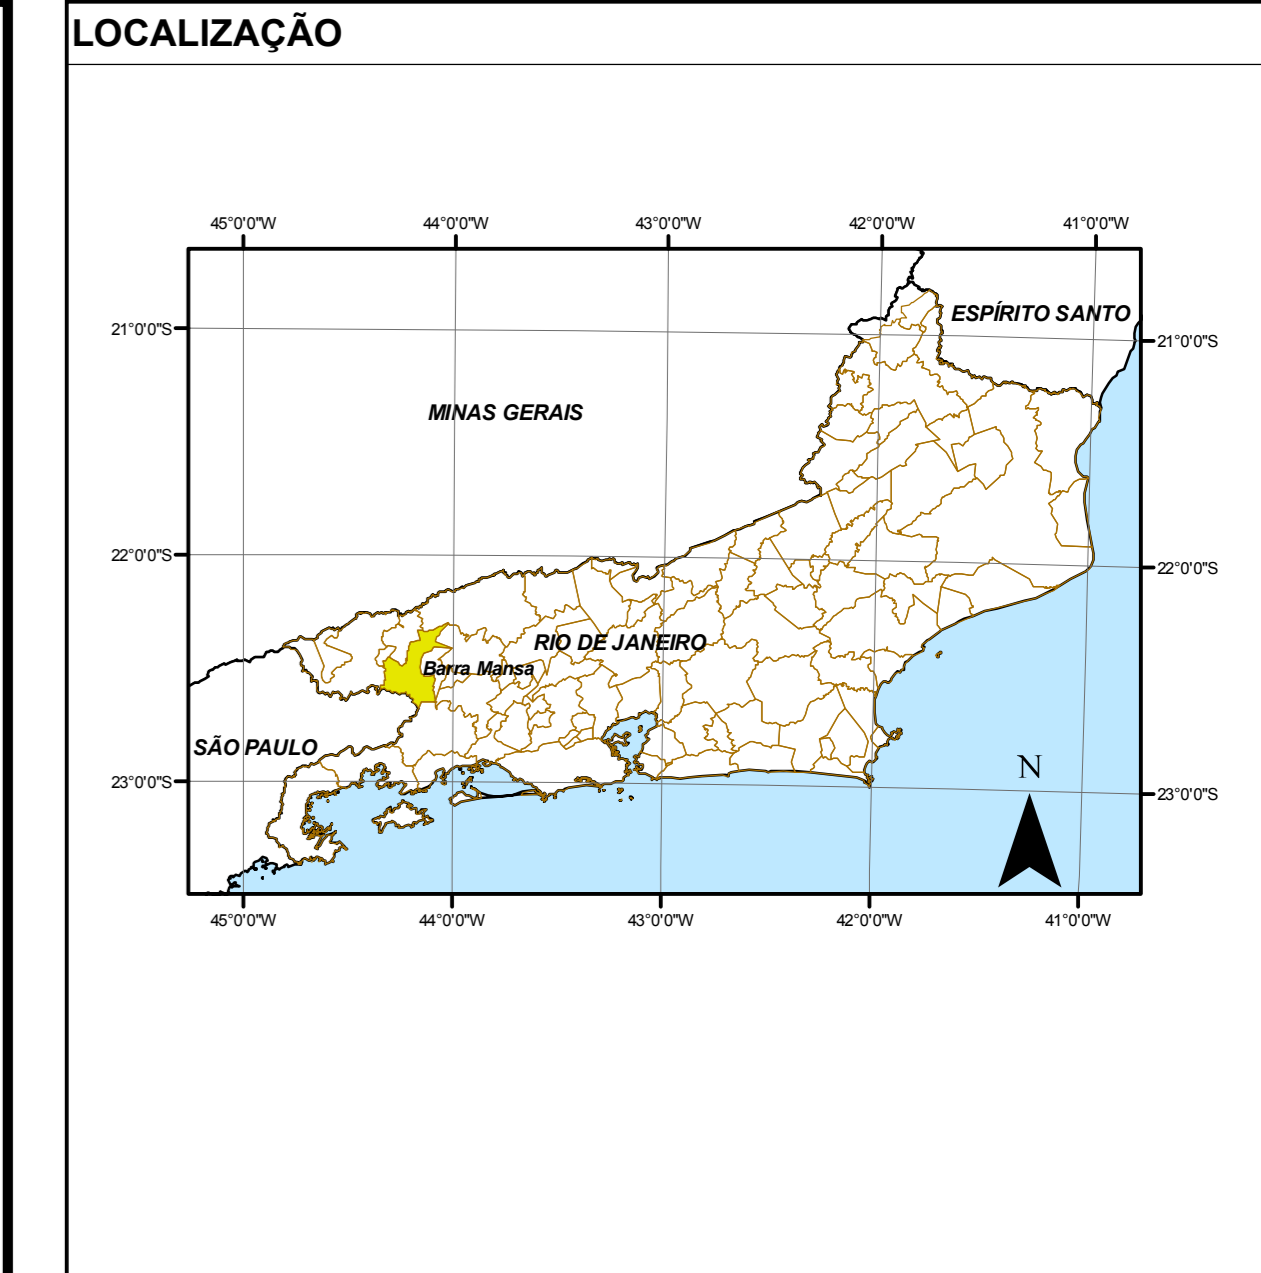 LOCALIZAÇÃO
45°0'0"W 44°0'0"W 43°0'0"W 42°0'0"W 41°0'0"W
ESPÍRITO SANTO
21°0'0"S
21°0'0"S
MINAS GERAIS
22°0'0"S
22°0'0"S
RIO DE JANEIRO
Barra Mansa
SÃO PAULO
N
23°0'0"S
23°0'0"S
45°0'0"W 44°0'0"W 43°0'0"W 42°0'0"W 41°0'0"W